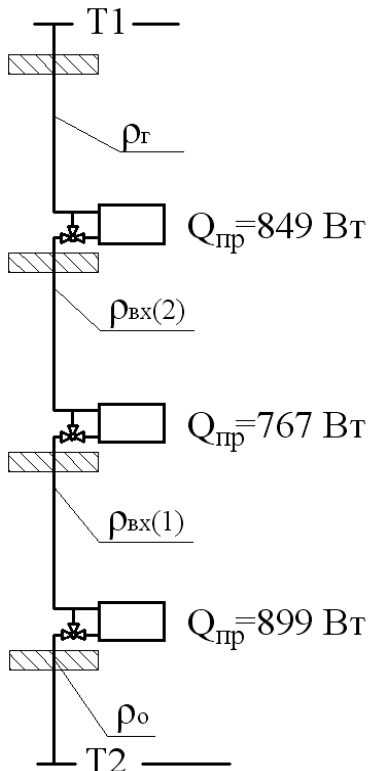 T1
ρг
Qпр=849 Вт
ρвх(2)
Qпр=767 Вт
ρвх(1)
Qпр=899 Вт
ρо
T2